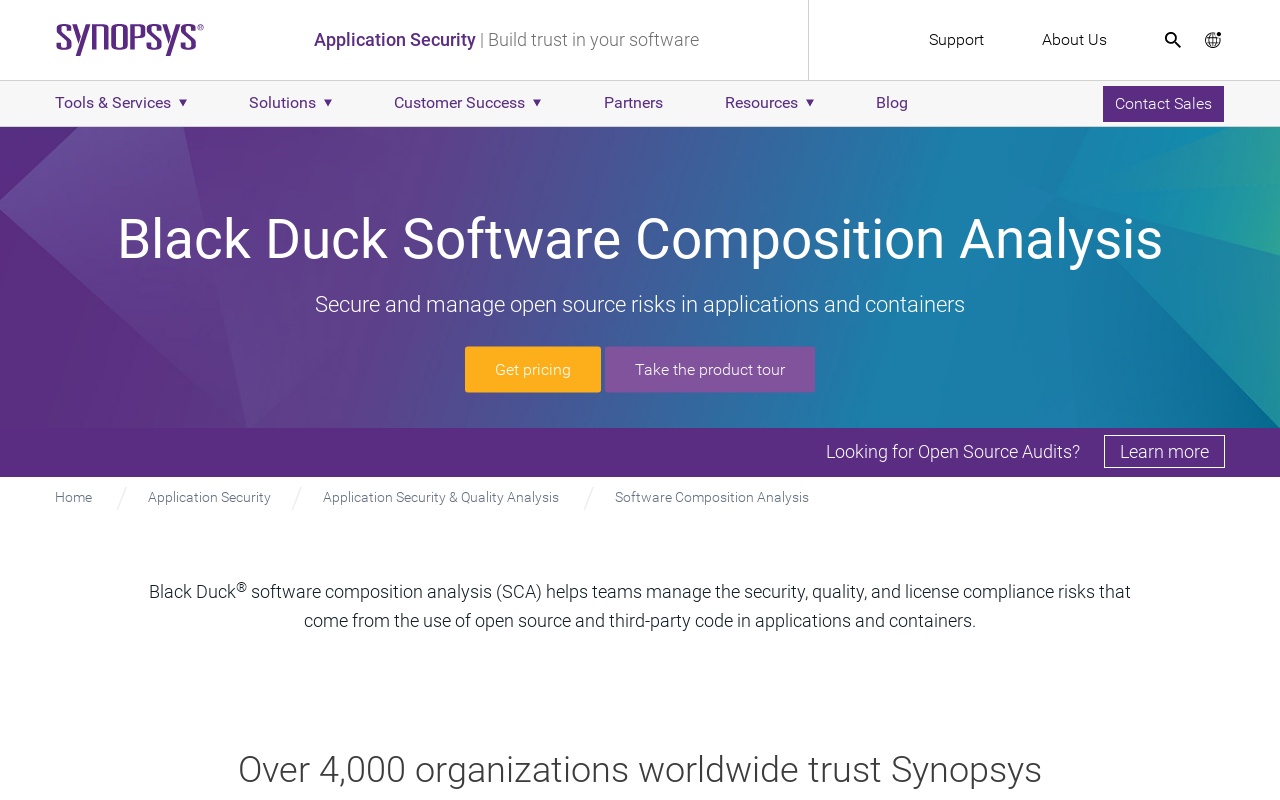 SYNOPSYS®
Application Security | Build trust in your software
Support
About Us
Tools & Services
Solutions
Customer Success
Partners
Resources
Blog
Contact Sales
Black Duck Software Composition Analysis
Secure and manage open source risks in applications and containers
Get pricing
Take the product tour
Looking for Open Source Audits?
Learn more
Home
Application Security
Application Security & Quality Analysis
Software Composition Analysis
Black Duck® software composition analysis (SCA) helps teams manage the security, quality, and license compliance risks that
come from the use of open source and third-party code in applications and containers.
Over 4,000 organizations worldwide trust Synopsys